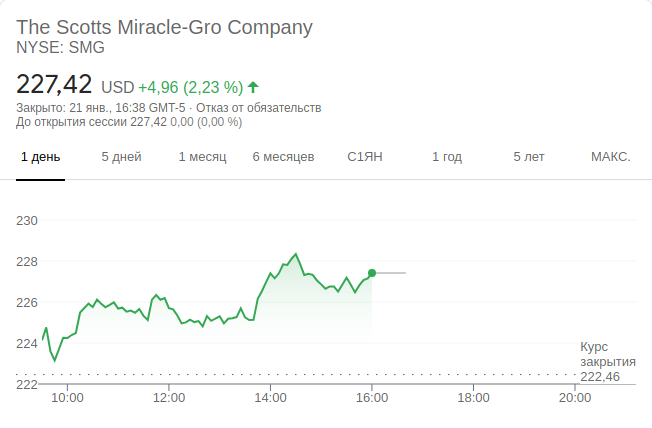 The Scotts Miracle-Gro Company
NYSE: SMG
227,42 USD +4,96 (2,23 %)
Закрыто: 21 янв., 16:38 GMT-5 · Отказ от обязательств
До открытия сессии 227,42 0,00 (0,00 %)
1 день 5 дней 1 месяц 6 месяцев С1ЯН 1 год 5 лет МАКС.
230
228
226
224
222
Курс
закрытия
222,46
10:00 12:00 14:00 16:00 18:00 20:00